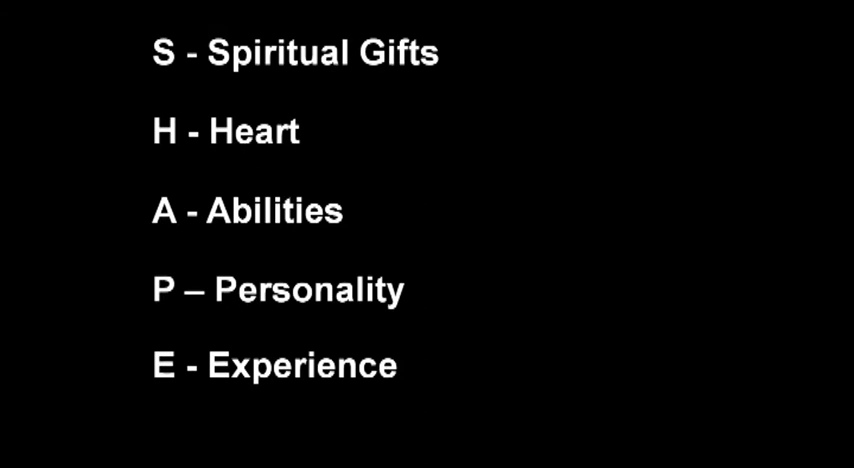 S - Spiritual Gifts
H - Heart
A - Abilities
P – Personality
E - Experience